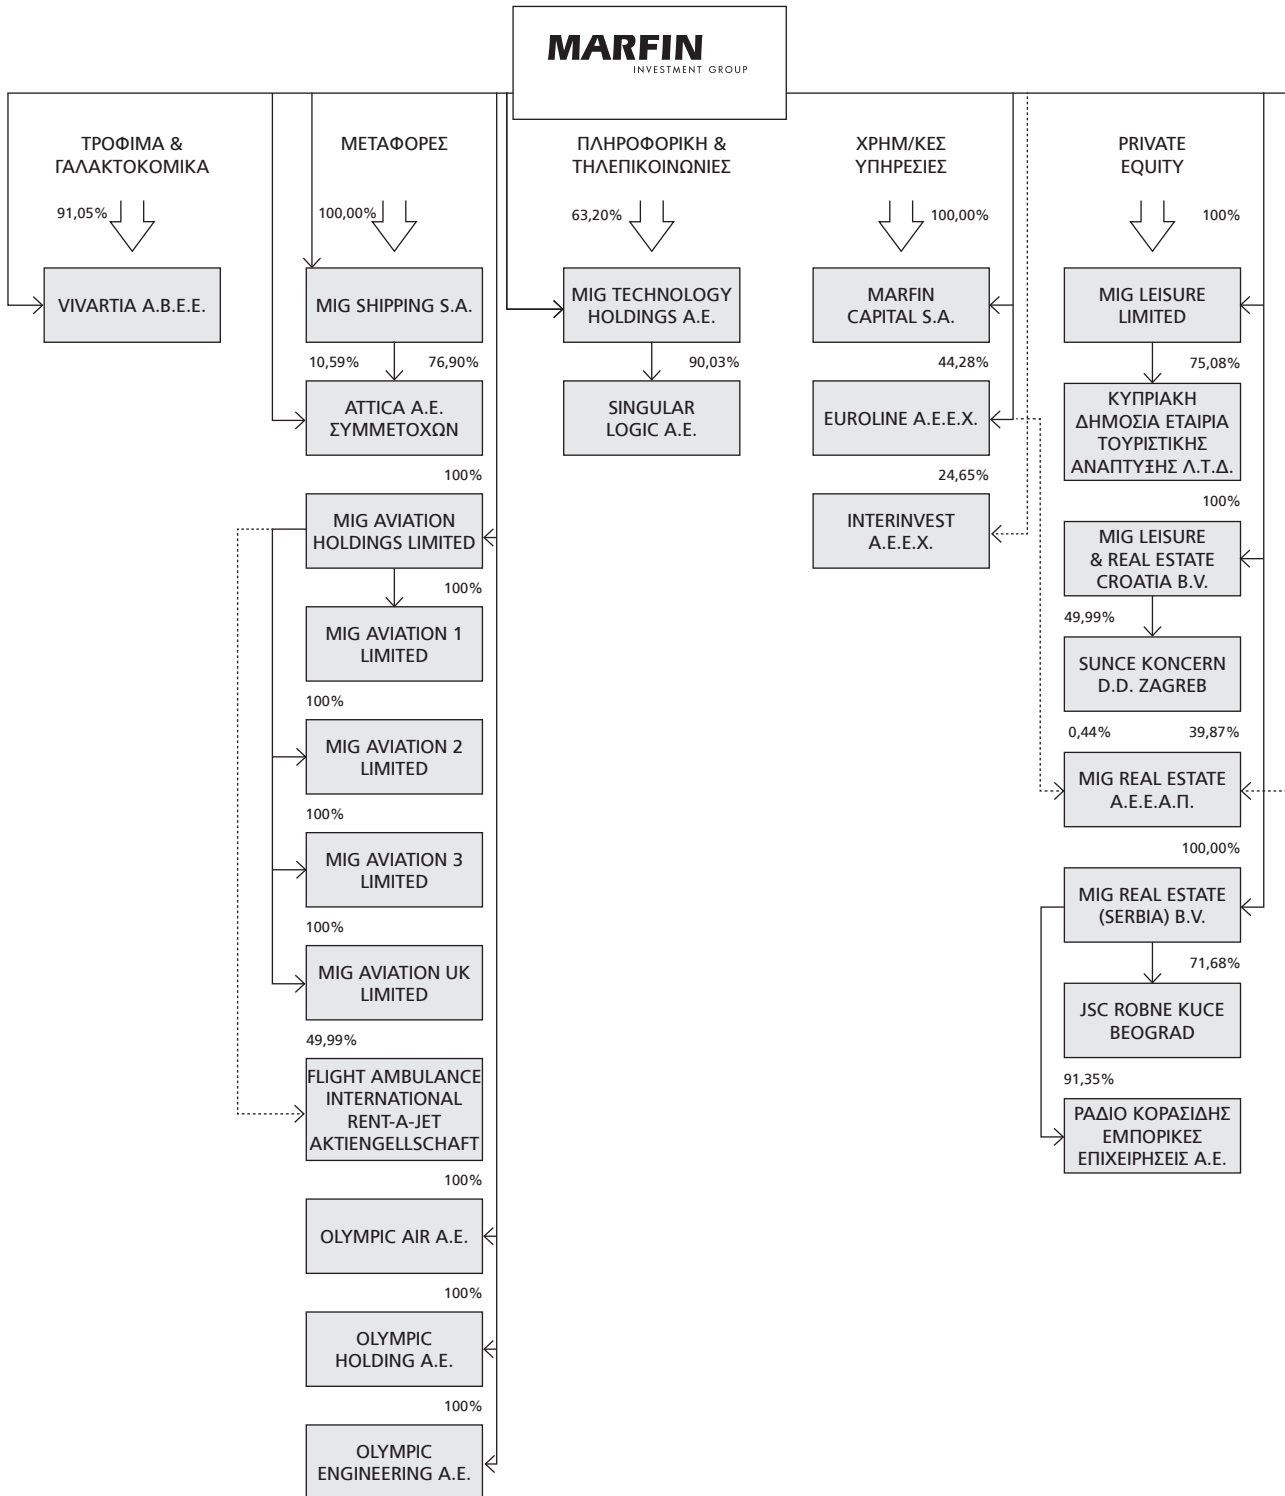 MARFIN
INVESTMENT GROUP
ΤΡΟΦΙΜΑ &
ΓΑΛΑΚΤΟΚΟΜΙΚΑ
91,05%
VIVARTIA Α.Β.Ε.Ε.
ΜΕΤΑΦΟΡΕΣ
100,00%
MIG SHIPPING S.A.
10,59% 76,90%
ATTICA Α.Ε.
ΣΥΜΜΕΤΟΧΩΝ
100%
MIG AVIATION
HOLDINGS LIMITED
100%
MIG AVIATION 1
LIMITED
100%
MIG AVIATION 2
LIMITED
100%
MIG AVIATION 3
LIMITED
100%
MIG AVIATION UK
LIMITED
49,99%
FLIGHT AMBULANCE
INTERNATIONAL
RENT-A-JET
AKTIENGELLSCHAFT
100%
OLYMPIC AIR Α.Ε.
100%
OLYMPIC
HOLDING Α.Ε.
100%
OLYMPIC
ENGINEERING Α.Ε.
ΠΛΗΡΟΦΟΡΙΚΗ &
ΤΗΛΕΠΙΚΟΙΝΩΝΙΕΣ
63,20%
MIG TECHNOLOGY
HOLDINGS Α.Ε.
90,03%
SINGULAR
LOGIC Α.Ε.
ΧΡΗΜ/ΚΕΣ
ΥΠΗΡΕΣΙΕΣ
100,00%
MARFIN
CAPITAL S.A.
44,28%
EUROLINE Α.Ε.Ε.Χ.
24,65%
INTERINVEST
Α.Ε.Ε.Χ.
PRIVATE
EQUITY
100%
MIG LEISURE
LIMITED
75,08%
ΚΥΠΡΙΑΚΗ
ΔΗΜΟΣΙΑ ΕΤΑΙΡΙΑ
ΤΟΥΡΙΣΤΙΚΗΣ
ΑΝΑΠΤΥΞΗΣ Λ.Τ.Δ.
100%
MIG LEISURE
& REAL ESTATE
CROATIA B.V.
49,99%
SUNCE KONCERN
D.D. ZAGREB
0,44% 39,87%
MIG REAL ESTATE
Α.Ε.Ε.Α.Π.
100,00%
MIG REAL ESTATE
(SERBIA) B.V.
71,68%
JSC ROBNE KUCE
BEOGRAD
91,35%
ΡΑΔΙΟ ΚΟΡΑΣΙΔΗΣ
ΕΜΠΟΡΙΚΕΣ
ΕΠΙΧΕΙΡΗΣΕΙΣ Α.Ε.